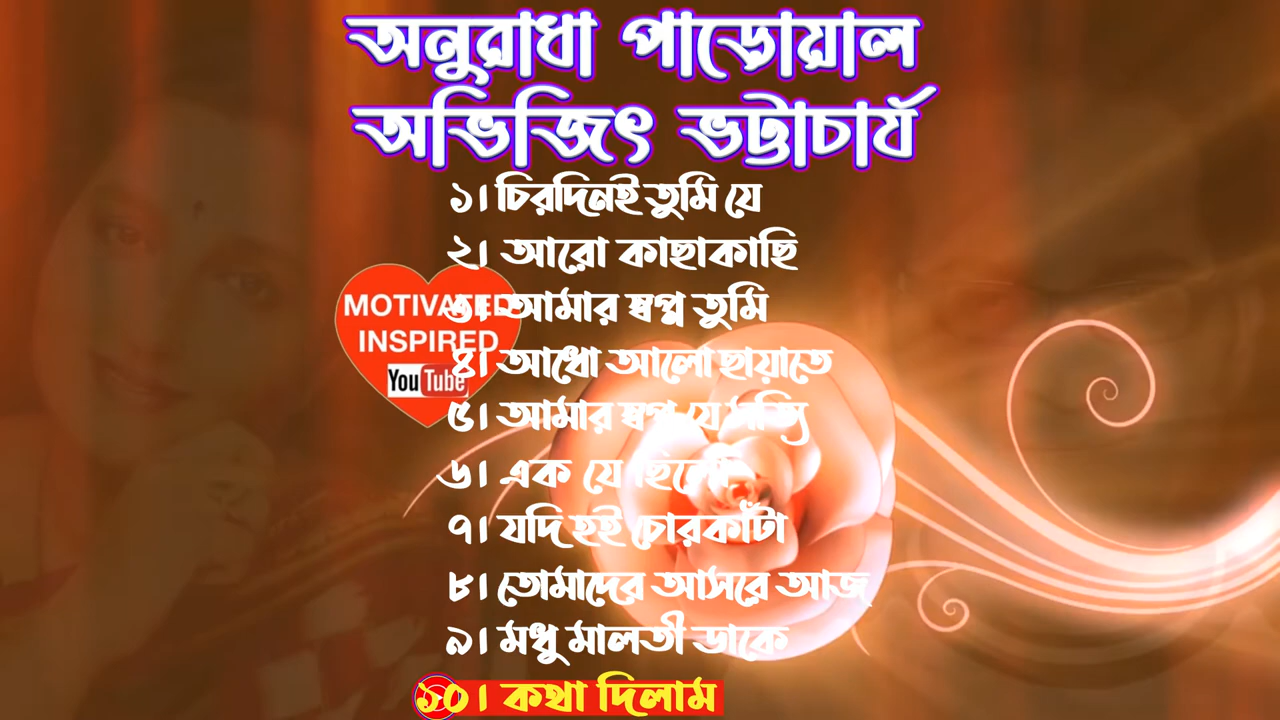 অনুরাধা পাড়োয়াল
অভিজিৎ ভট্টাচার্য
১। চিরদিনই তুমি যে
২। আরো কাছাকাছি
MOTIVATED
INSPIRED
YouTube
৩। আমার স্বপ্ন তুমি
৪। আধো আলো ছায়াতে
৫। আমার স্বপ্ন যে সত্যি
৬। এক যে ছিলো
৭। যদি হই চোরকাঁটা
৮। তোমাদের আসরে আজ
৯। মধু মালতী ডাকে
১০। কথা দিলাম